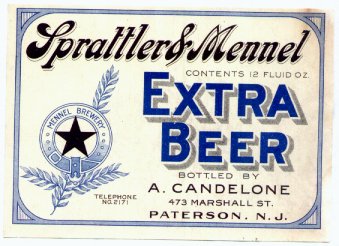 Sprattler & Mennel
CONTENTS 12 FLUID OZ.
EXTRA
BEER
MENNEL BREWERY
BOTTLED BY
A. CANDELONE
TELEPHONE
NO. 2171
473 MARSHALL ST.
PATERSON. N. J.